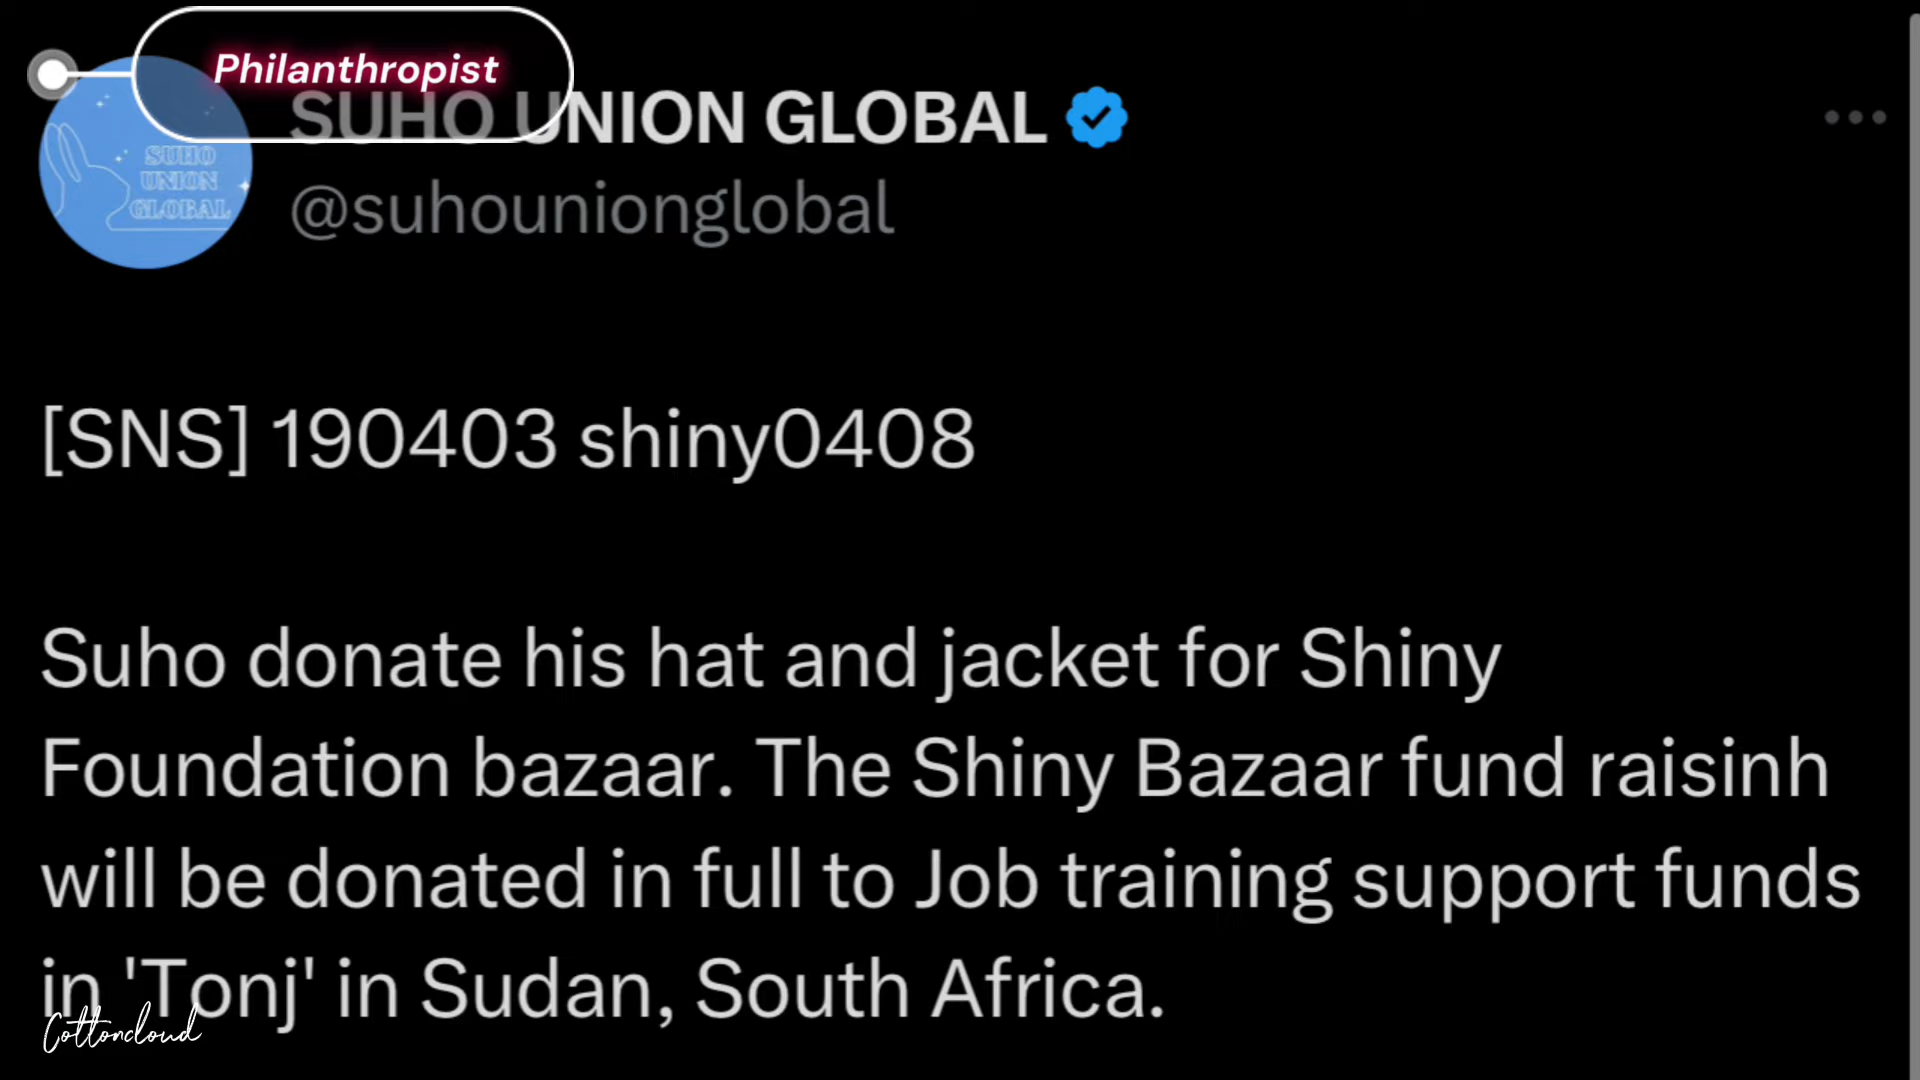 Philanthropist
SUHO UNION GLOBAL
@suhounionglobal
SUHO
UNION
GLOBAL
[SNS] 190403 shiny0408
Suho donate his hat and jacket for Shiny
Foundation bazaar. The Shiny Bazaar fund raisinh
will be donated in full to Job training support funds
in 'Tonj' in Sudan, South Africa.
Cottoncloud